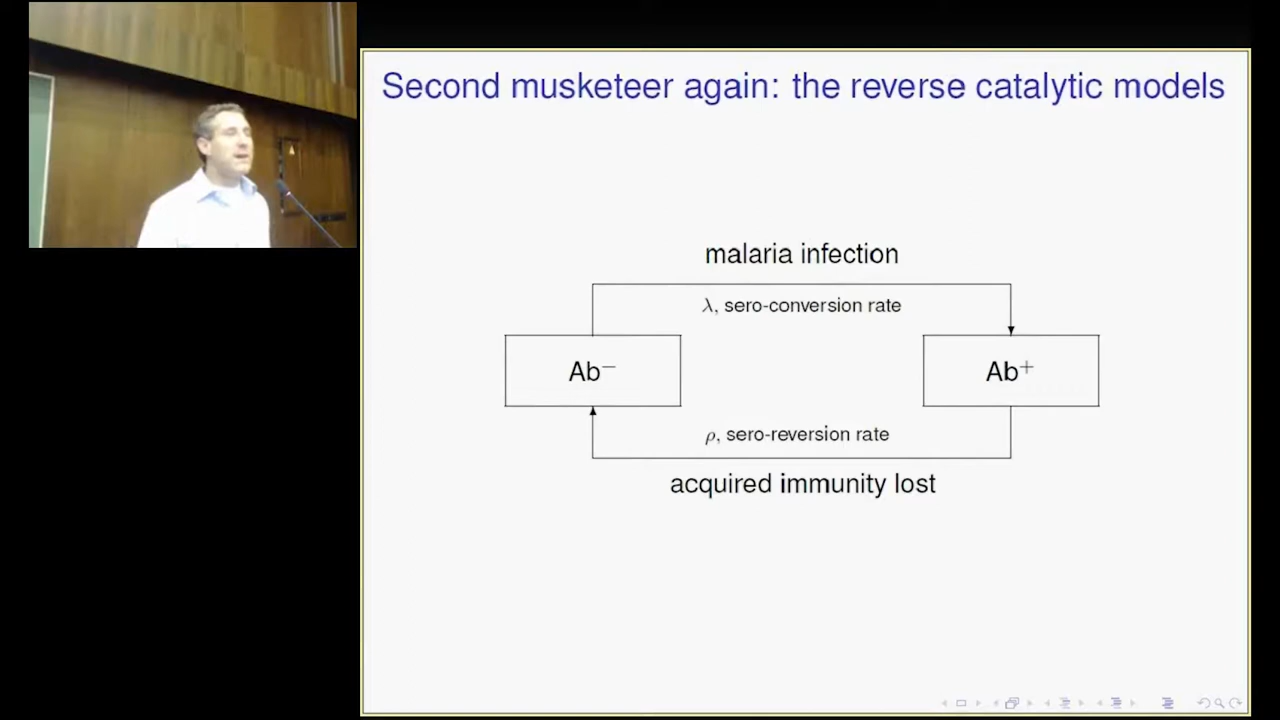 Second musketeer again: the reverse catalytic models
malaria infection
λ, sero-conversion rate
Ab⁻
Ab⁺
ρ, sero-reversion rate
acquired immunity lost